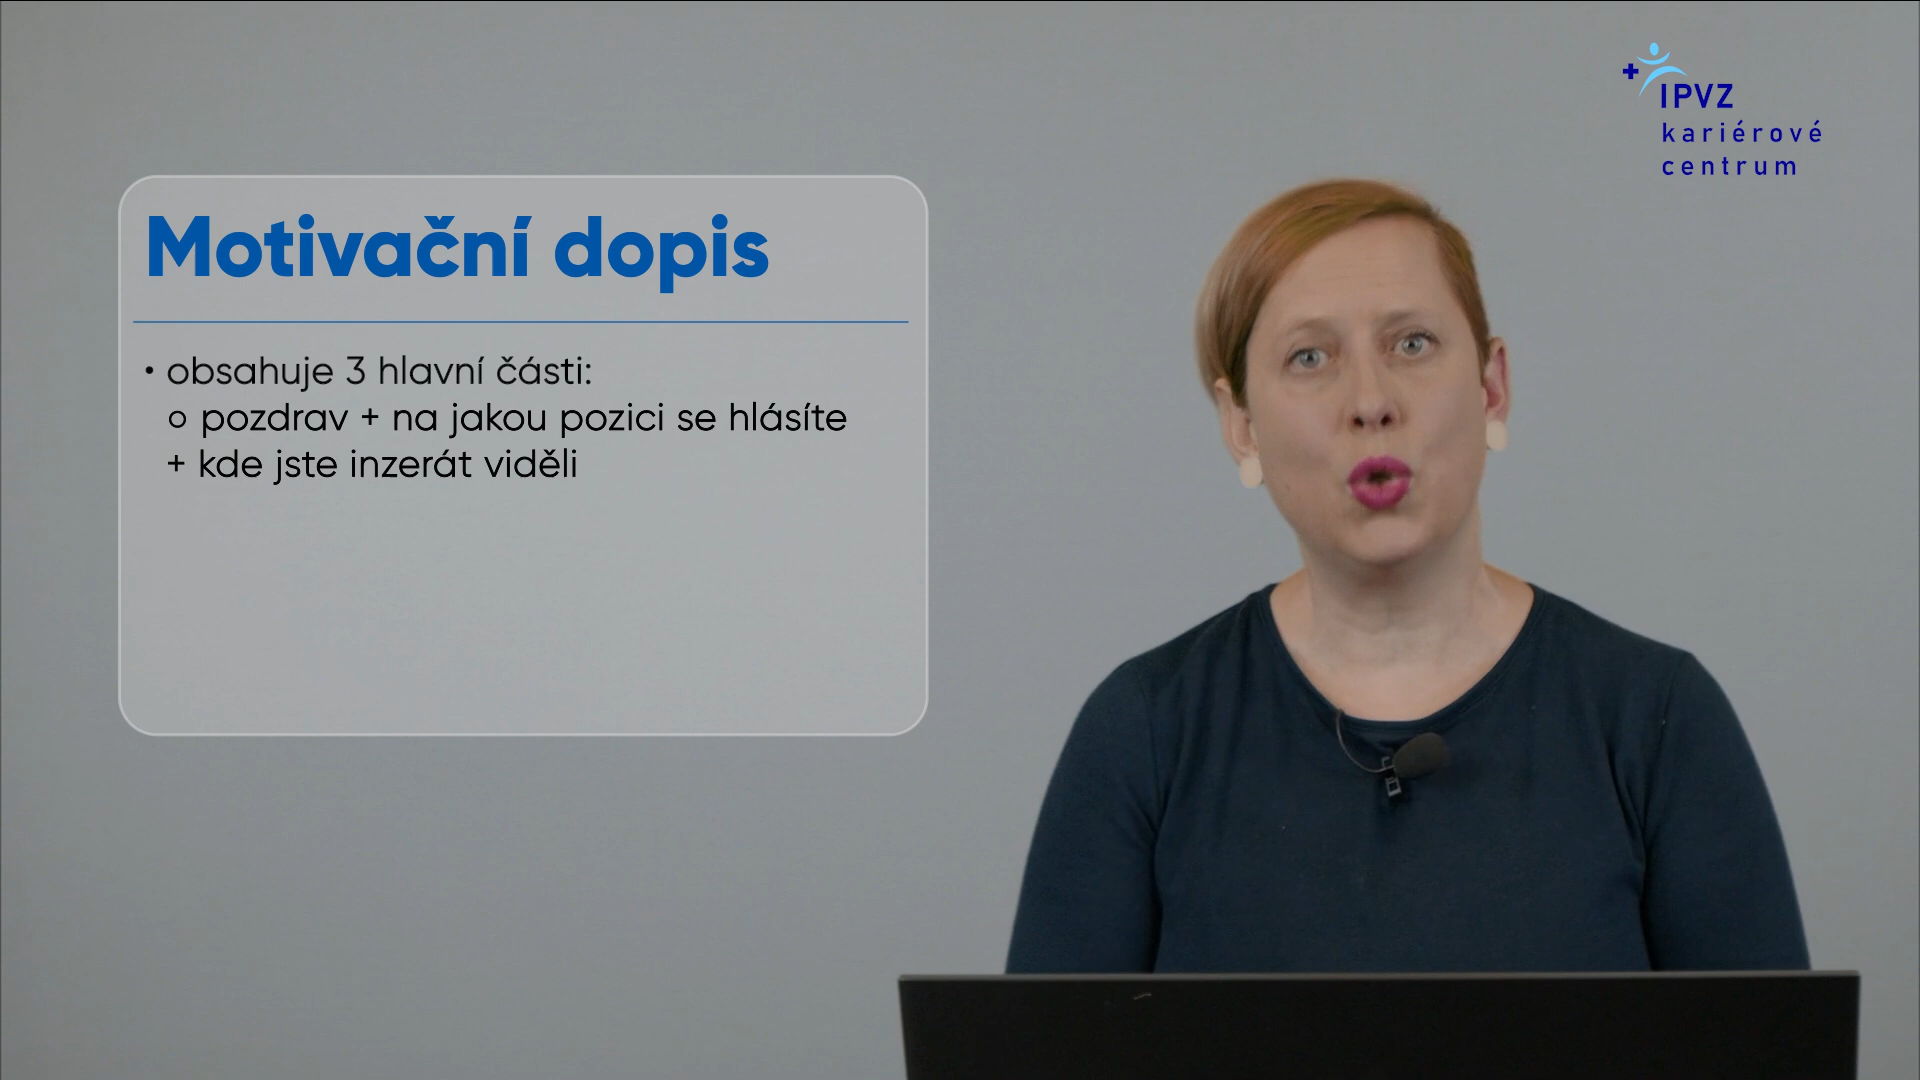 IPVZ
kariérové
centrum
Motivační dopis
• obsahuje 3 hlavní části:
○ pozdrav + na jakou pozici se hlásíte
+ kde jste inzerát viděli